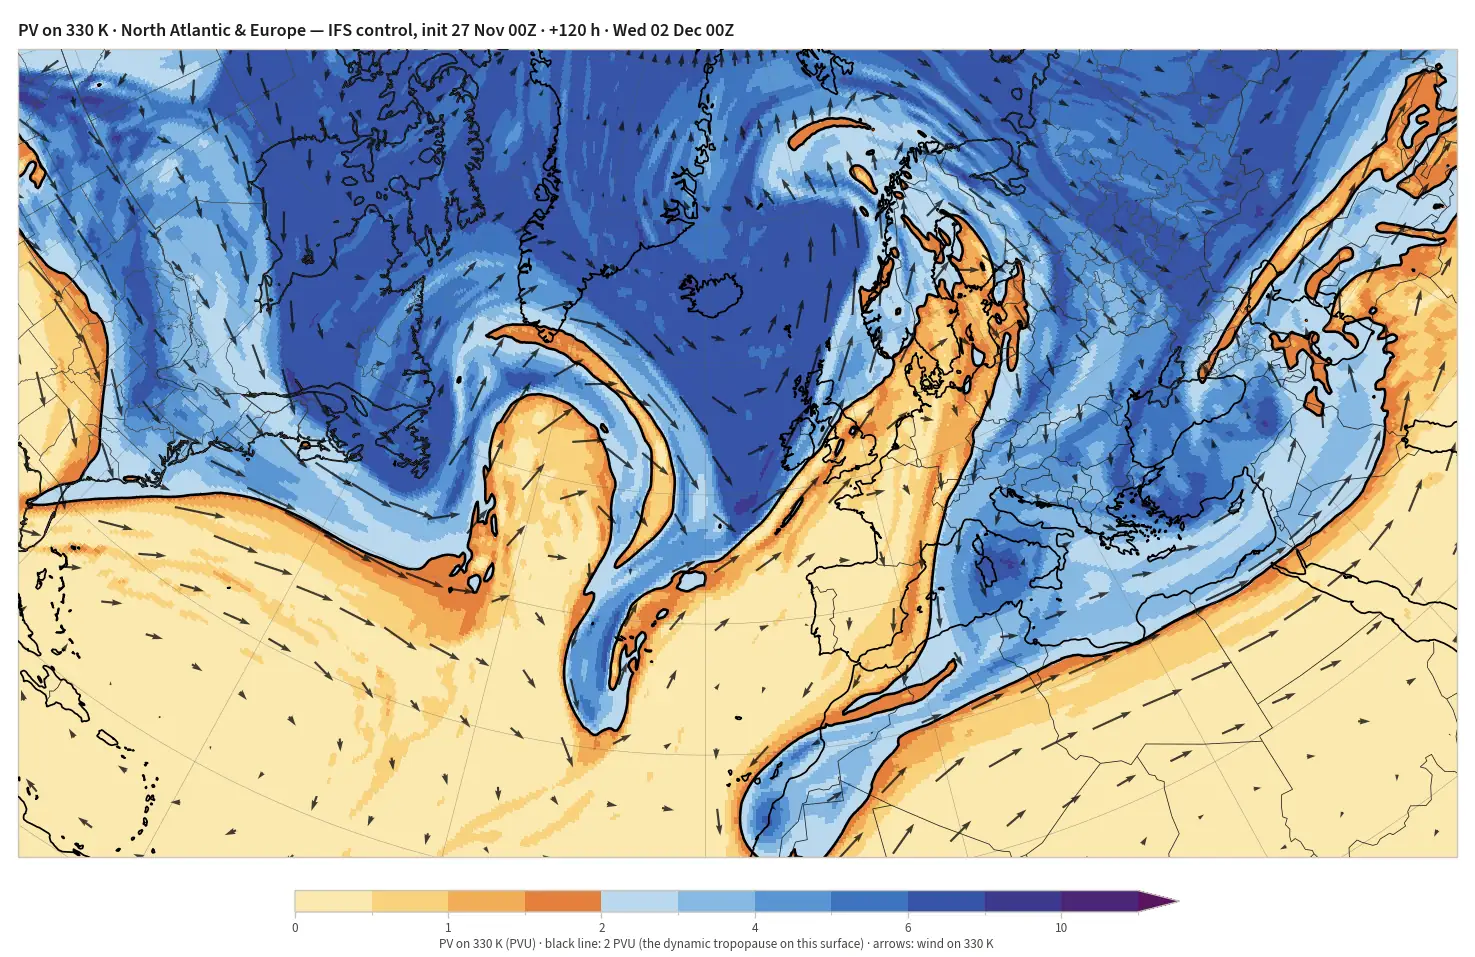 PV on 330 K · North Atlantic & Europe — IFS control, init 27 Nov 00Z · +120 h · Wed 02 Dec 00Z
0 1 2 4 6 10
PV on 330 K (PVU) · black line: 2 PVU (the dynamic tropopause on this surface) · arrows: wind on 330 K